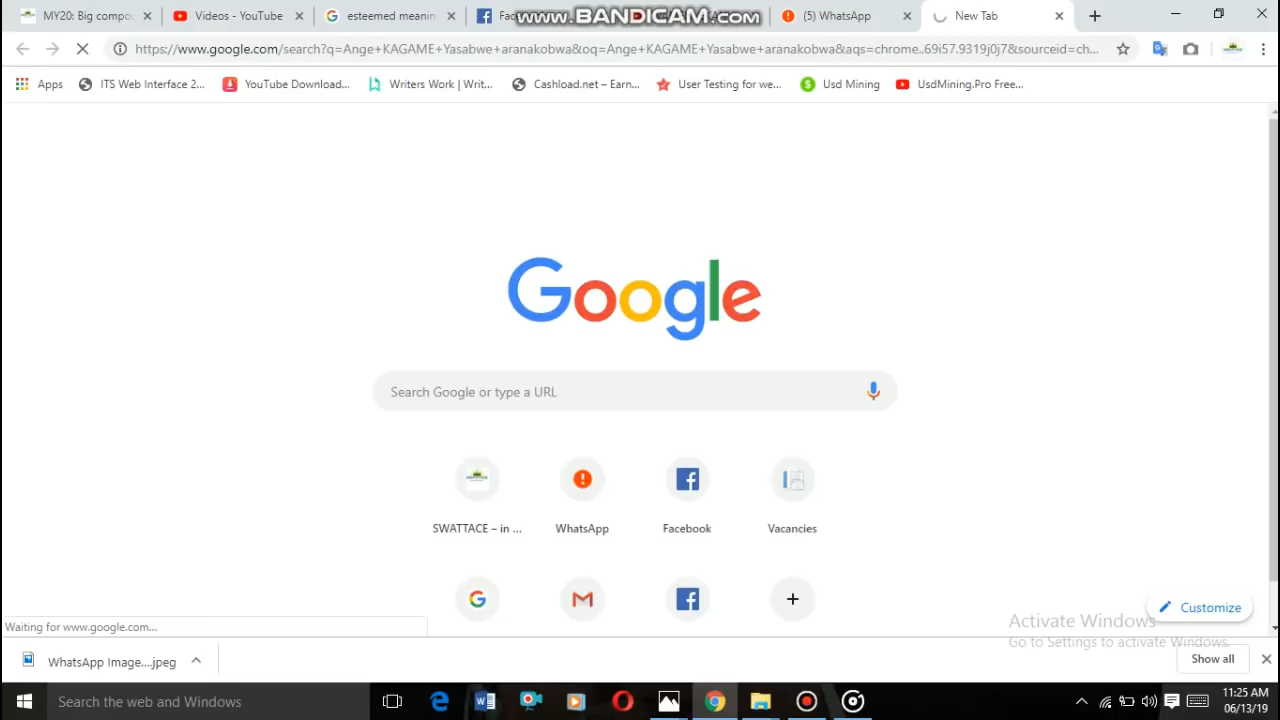 MY20: Big compo
Videos - YouTube
esteemed meanin
www.BANDICAM.com
(5) WhatsApp
New Tab
https://www.google.com/search?q=Ange+KAGAME+Yasabwe+aranakobwa&oq=Ange+KAGAME+Yasabwe+aranakobwa&aqs=chrome..69i57.9319j0j7&sourceid=ch...
Apps
ITS Web Interface 2...
YouTube Download...
Writers Work | Writ...
Cashload.net – Earn...
User Testing for we...
Usd Mining
UsdMining.Pro Free...
Google
Search Google or type a URL
SWATTACE – in ...
WhatsApp
Facebook
Vacancies
Customize
Activate Windows
Go to Settings to activate Windows.
Waiting for www.google.com...
WhatsApp Image....jpeg
Show all
Search the web and Windows
11:25 AM
06/13/19